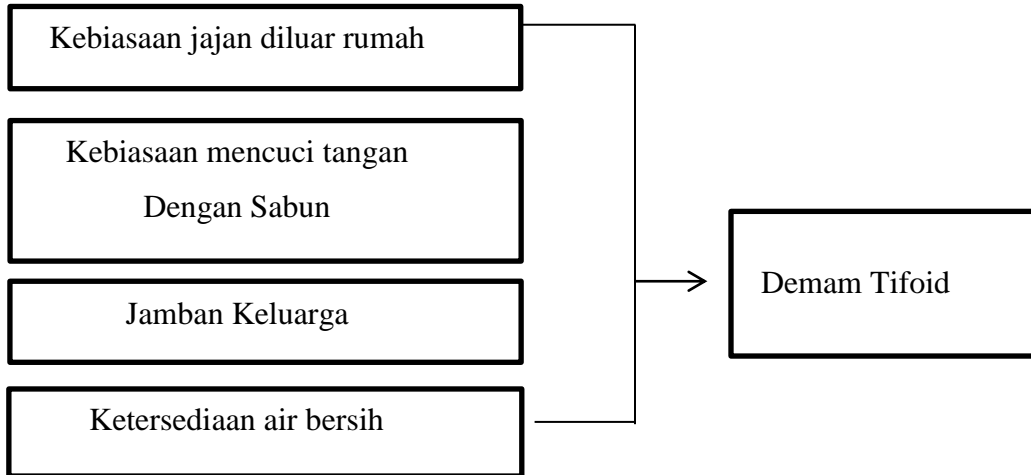 Kebiasaan jajan diluar rumah
Kebiasaan mencuci tangan
Dengan Sabun
Jamban Keluarga
Ketersediaan air bersih
Demam Tifoid